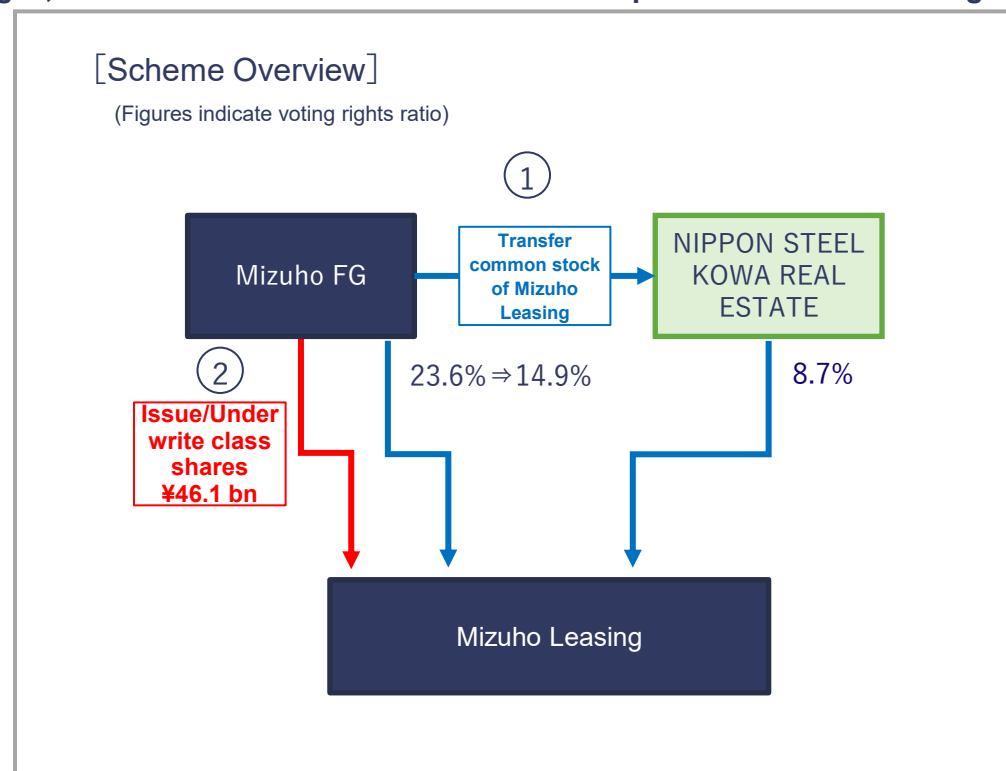 [Scheme Overview]
(Figures indicate voting rights ratio)
①
Transfer
common stock
of Mizuho
Leasing
Mizuho FG
NIPPON STEEL
KOWA REAL
ESTATE
②
23.6%⇒14.9%
8.7%
Issue/Under
write class
shares
¥46.1 bn
Mizuho Leasing